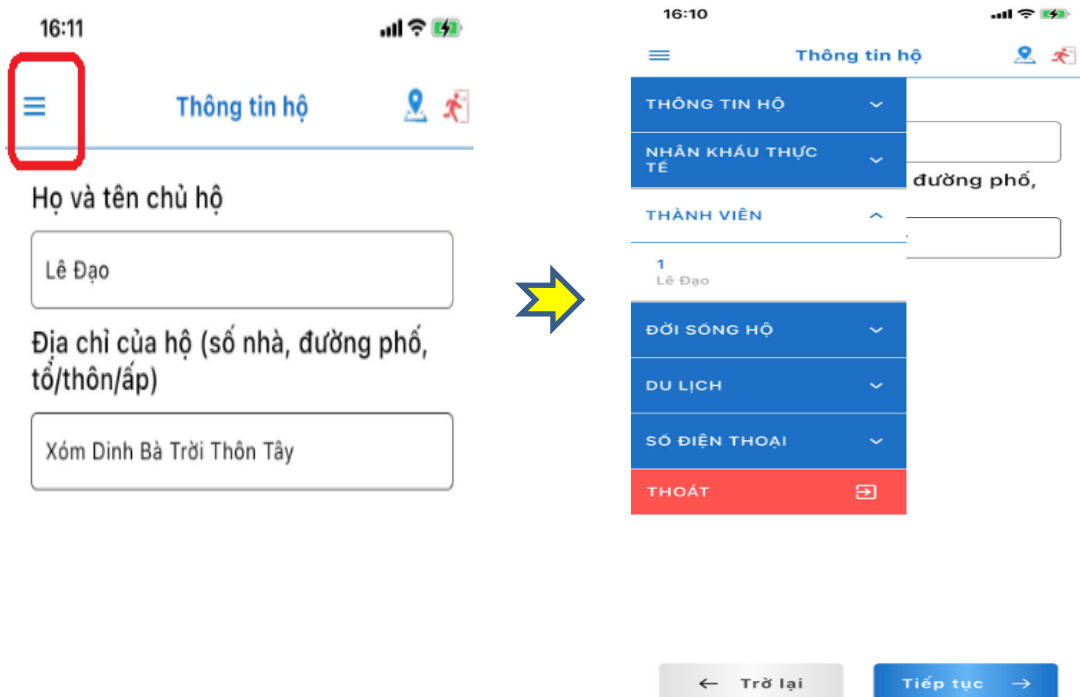 16:11
Thông tin hộ
Họ và tên chủ hộ
Lê Đạo
Địa chỉ của hộ (số nhà, đường phố,
tổ/thôn/ấp)
Xóm Dinh Bà Trời Thôn Tây
16:10
Thông tin hộ
THÔNG TIN HỘ
NHÂN KHẨU THỰC
TẾ
đường phố,
THÀNH VIÊN
1
Lê Đạo
ĐỜI SỐNG HỘ
DU LỊCH
SỐ ĐIỆN THOẠI
THOÁT
← Trở lại
Tiếp tục →